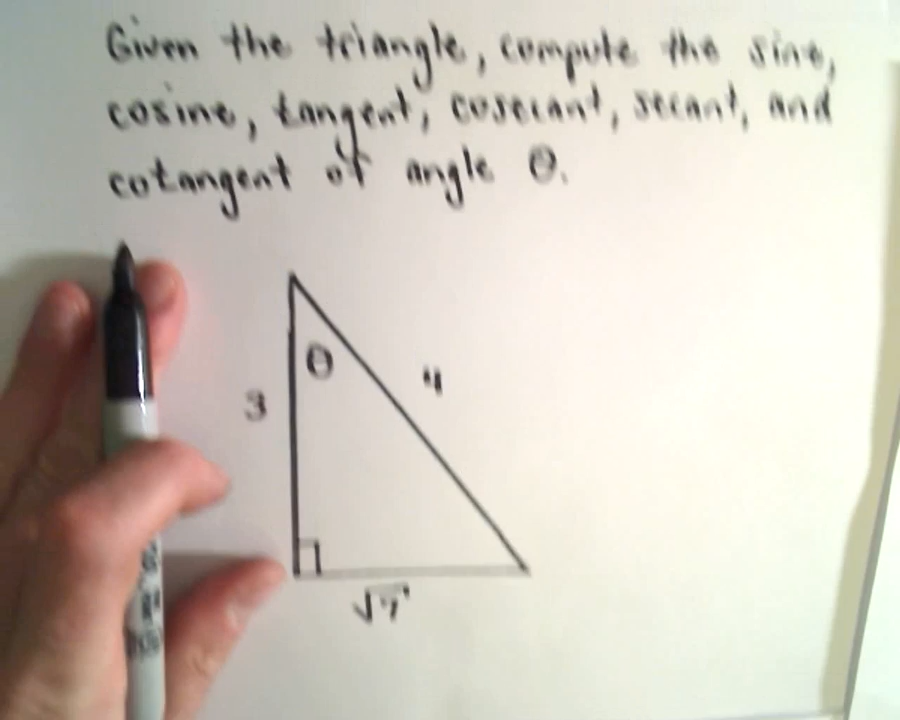 Given the triangle, compute the sine,
cosine, tangent, cosecant, secant, and
cotangent of angle θ.
θ
4
3
√7